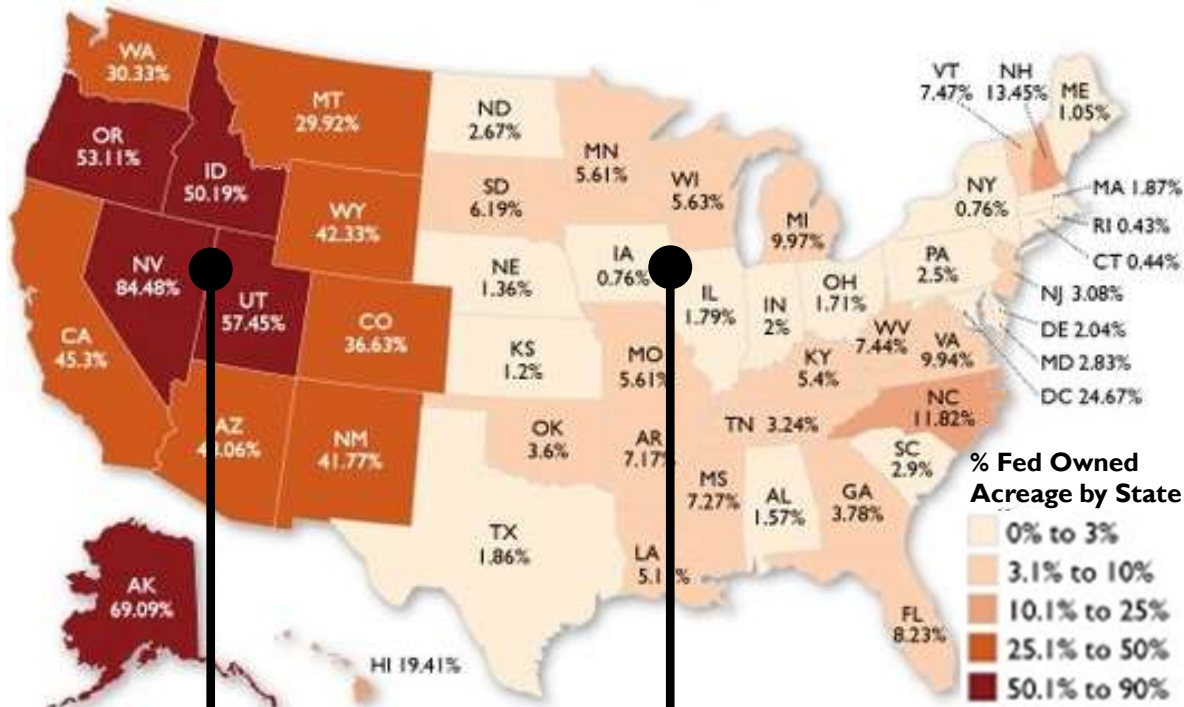 WA
30.33%
MT
29.92%
ND
2.67%
MN
5.61%
VT
7.47%
NH
13.45%
ME
1.05%
OR
53.11%
ID
50.19%
SD
6.19%
WI
5.63%
MI
9.97%
NY
0.76%
MA 1.87%
RI 0.43%
CT 0.44%
WY
42.33%
NV
84.48%
UT
57.45%
NE
1.36%
IA
0.76%
IL
1.79%
IN
2%
OH
1.71%
PA
2.5%
NJ 3.08%
DE 2.04%
MD 2.83%
DC 24.67%
CA
45.3%
CO
36.63%
KS
1.2%
MO
5.61%
KY
5.4%
WV
7.44%
VA
9.94%
AZ
NM
41.77%
OK
3.6%
AR
7.17%
TN 3.24%
NC
11.82%
SC
2.9%
MS
7.27%
AL
1.57%
GA
3.78%
TX
1.86%
LA
FL
8.23%
AK
69.09%
HI 19.41%
% Fed Owned
Acreage by State
0% to 3%
3.1% to 10%
10.1% to 25%
25.1% to 50%
50.1% to 90%